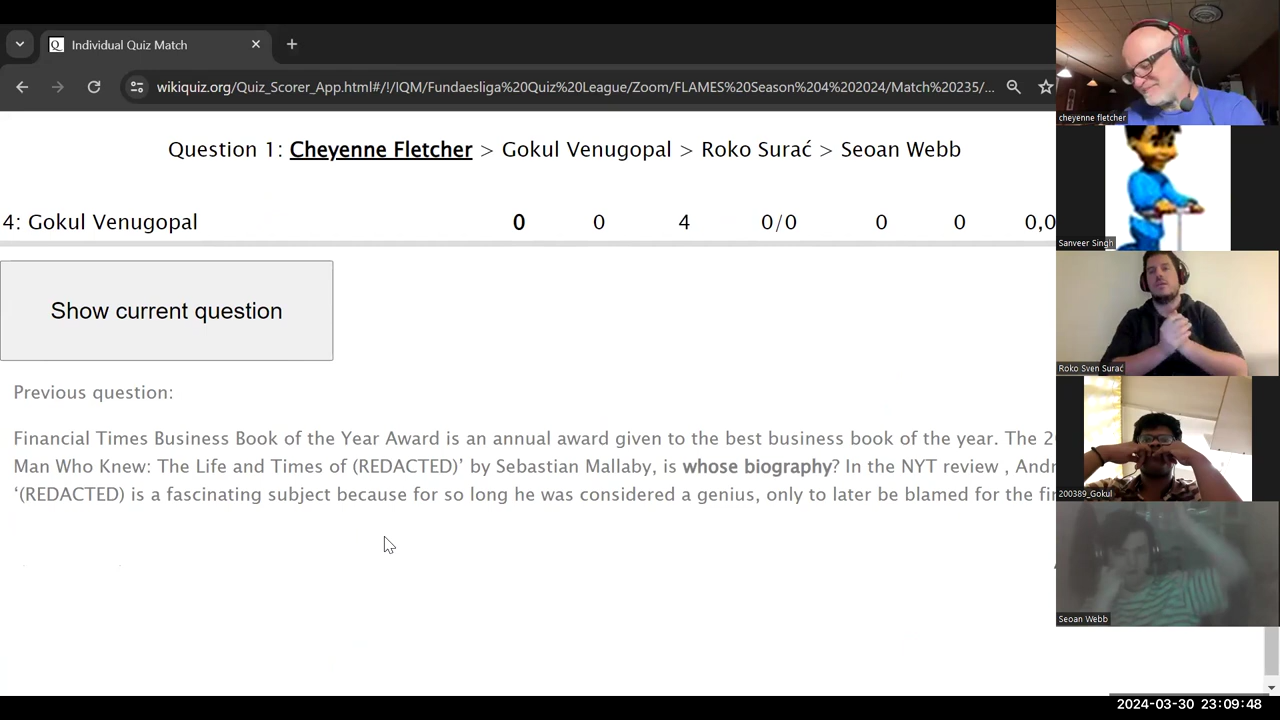 Individual Quiz Match
wikiquiz.org/Quiz_Scorer_App.html#/!/IQM/Fundaesliga%20Quiz%20League/Zoom/FLAMES%20Season%204%202024/Match%2035/...
cheyenne fletcher
Question 1: Cheyenne Fletcher > Gokul Venugopal > Roko Surać > Seoan Webb
4: Gokul Venugopal 0 0 4 0/0 0 0 0,0
Sanveer Singh
Show current question
Roko Sven Surać
Previous question:
Financial Times Business Book of the Year Award is an annual award given to the best business book of the year. The 2
Man Who Knew: The Life and Times of (REDACTED)' by Sebastian Mallaby, is whose biography? In the NYT review , Andr
'(REDACTED) is a fascinating subject because for so long he was considered a genius, only to later be blamed for the fi
200389_Gokul
Seoan Webb
2024-03-30 23:09:48